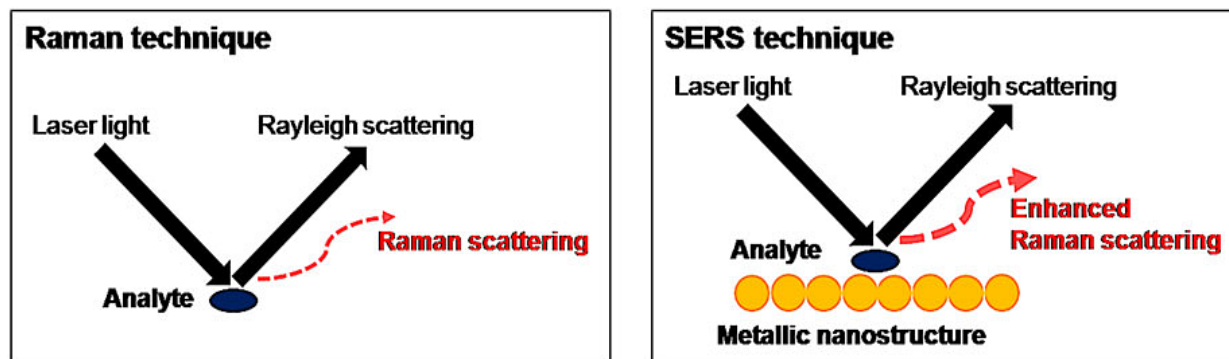 Raman technique
Laser light
Rayleigh scattering
Raman scattering
Analyte
SERS technique
Laser light
Rayleigh scattering
Enhanced
Raman scattering
Analyte
Metallic nanostructure